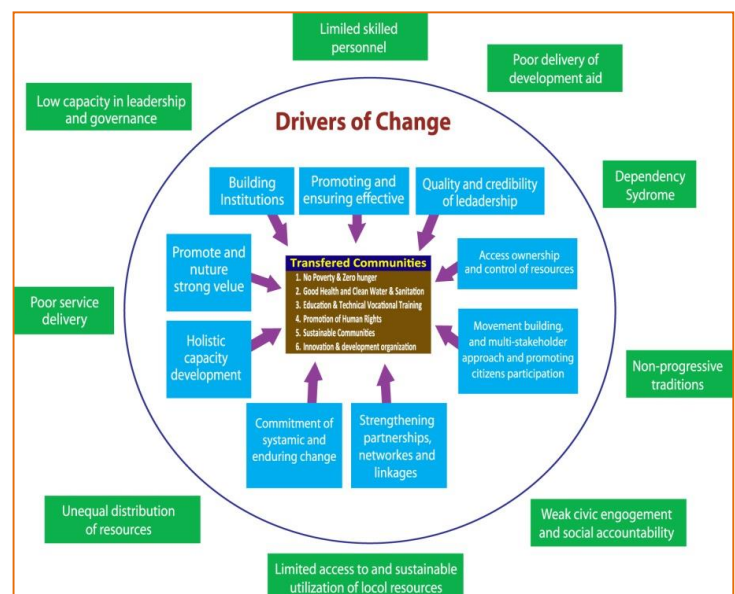 Limiled skilled
personnel
Poor delivery of
development aid
Low capacity in leadership
and governance
Drivers of Change
Dependency
Sydrome
Building
Institutions
Promoting and
ensuring effective
Quality and credibility
of ledadership
Promote and
nuture
strong velue
Transfered Communities
1. No Poverty & Zero hunger
2. Good Health and Clean Water & Sanitation
3. Education & Technical Vocational Training
4. Promotion of Human Rights
5. Sustainable Communities
6. Innovation & development organization
Access ownership
and control of resources
Poor service
delivery
Holistic
capacity
development
Movement building,
and multi-stakeholder
approach and promoting
citizens participation
Non-progressive
traditions
Commitment of
systamic and
enduring change
Strengthening
partnerships,
networkes and
linkages
Unequal distribution
of resources
Weak civic engogement
and social accountability
Limited access to and sustainable
utilization of locol resources